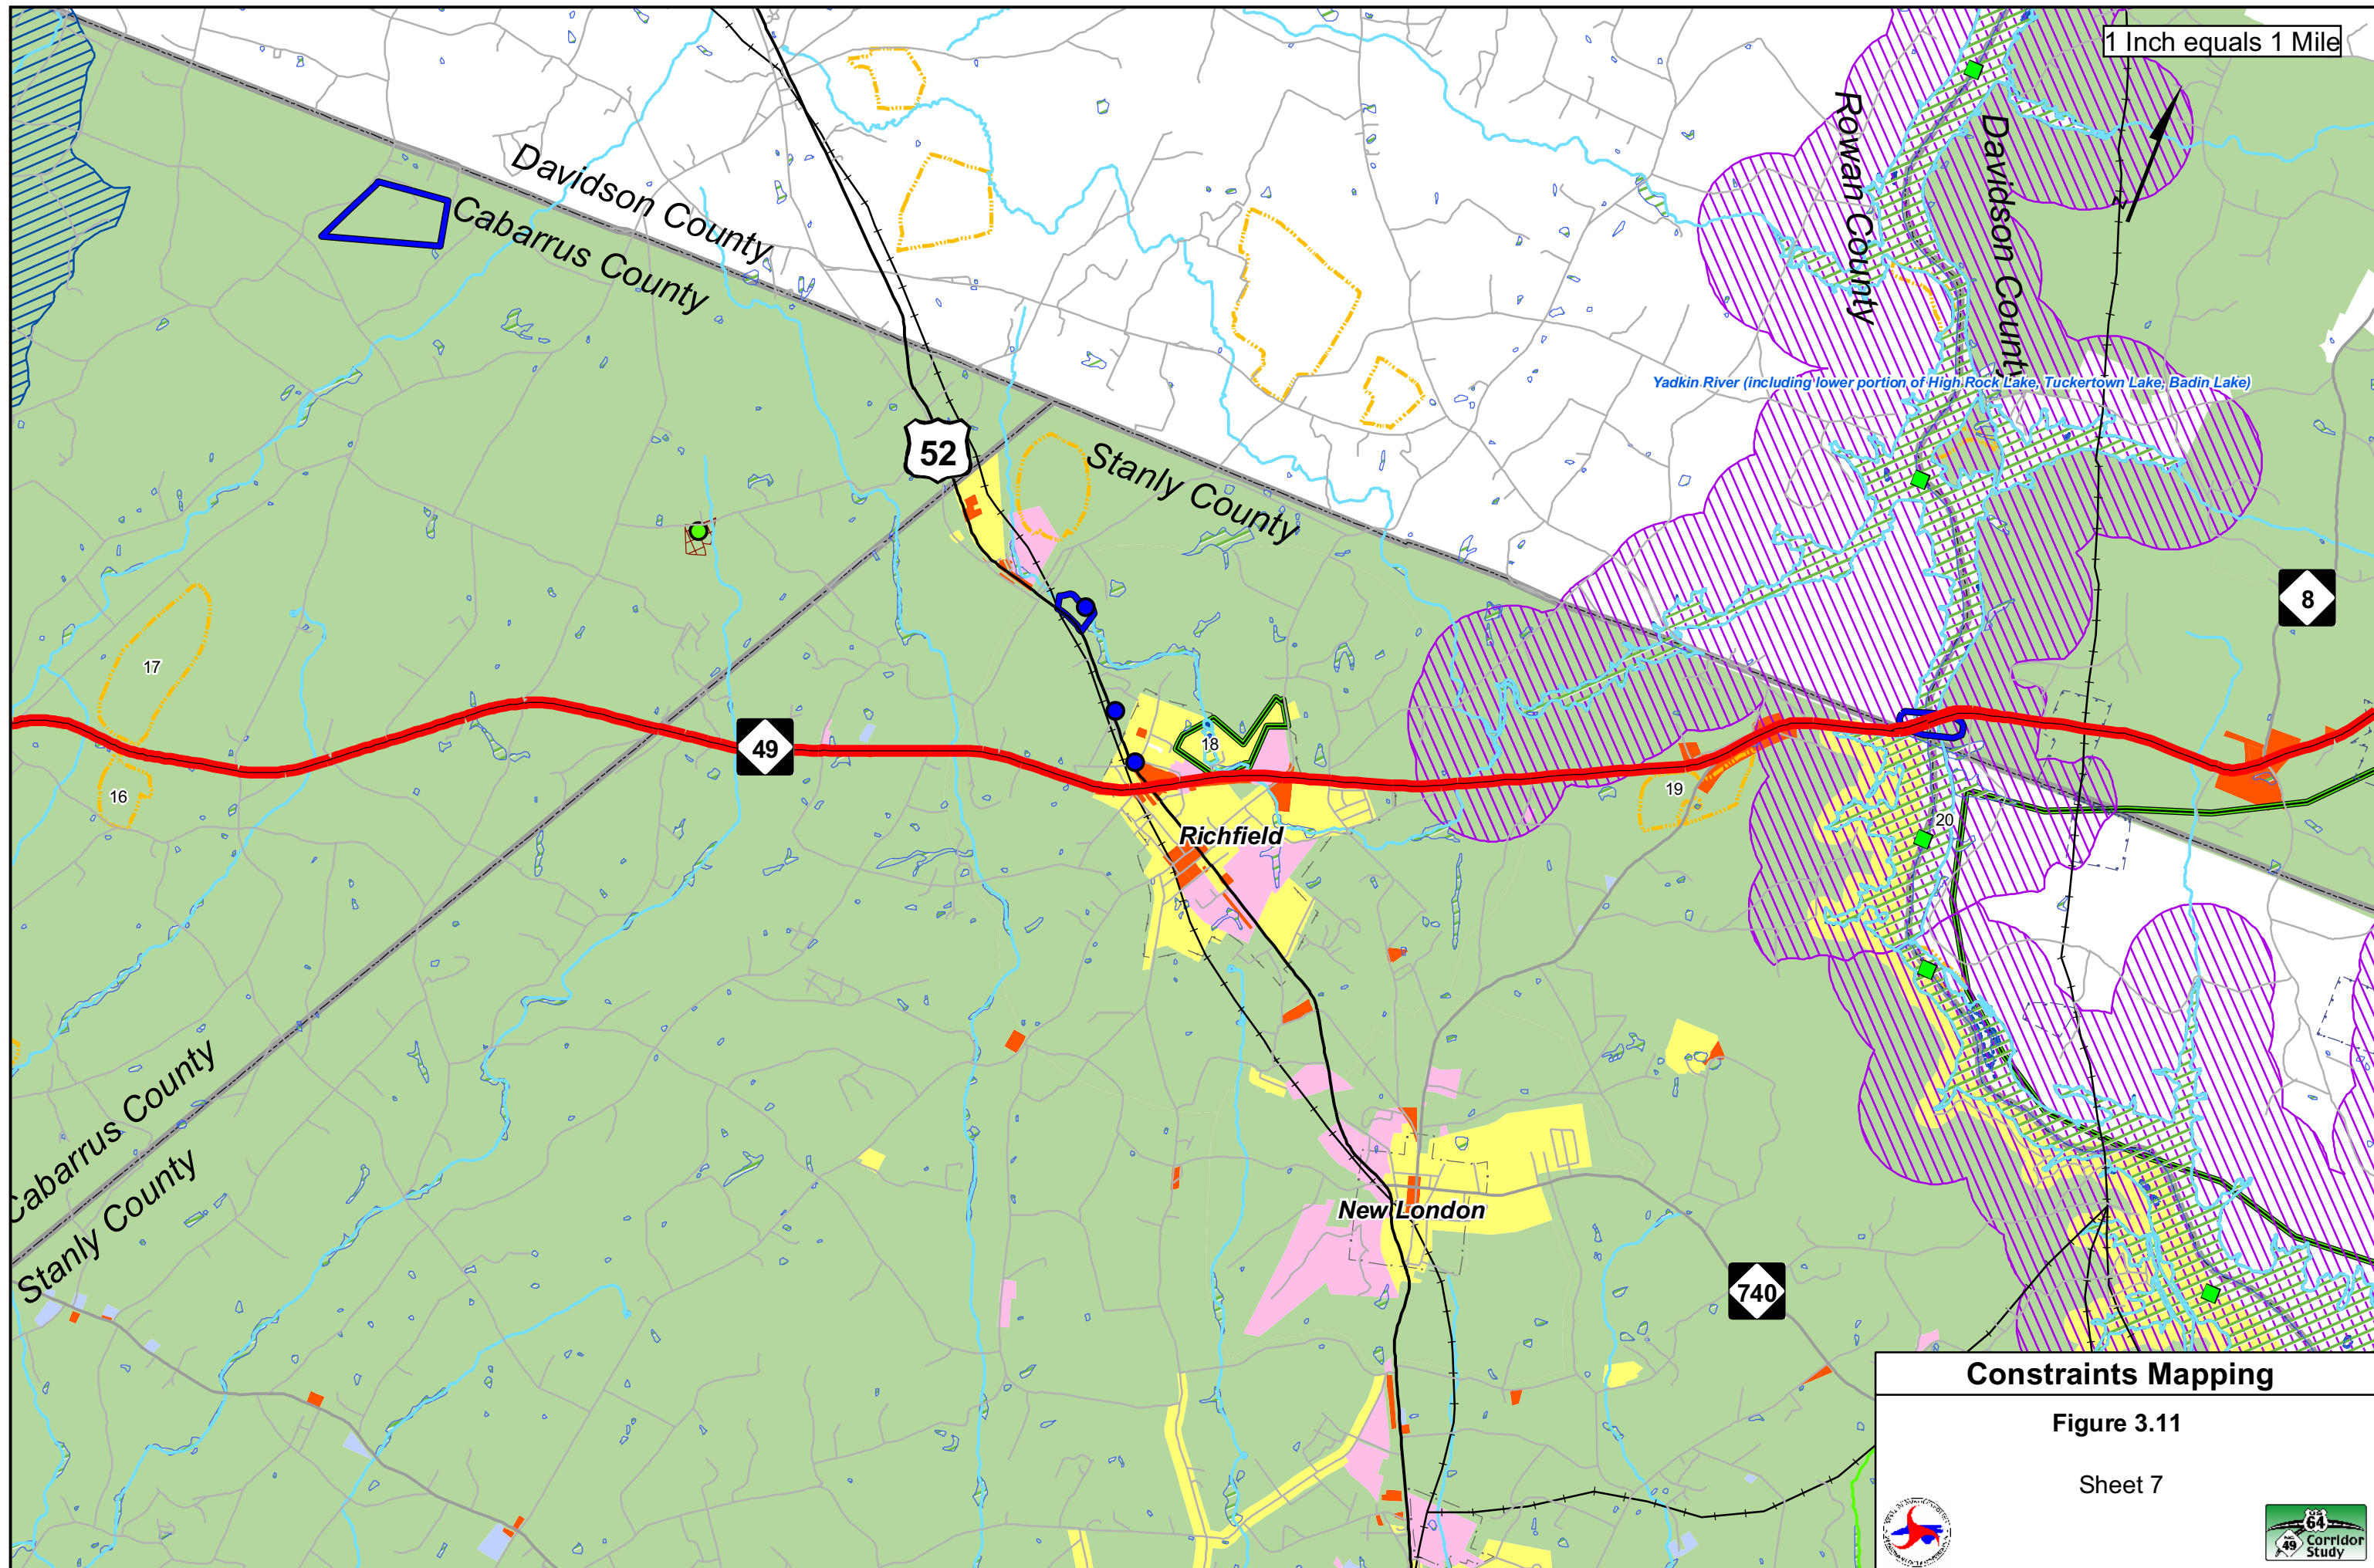 1 Inch equals 1 Mile
Rowan County
Davidson County
Davidson County
Cabarrus County
Yadkin River (including lower portion of High Rock Lake, Tuckertown Lake, Badin Lake)
52
Stanly County
8
17
49
18
16
19
20
Richfield
Cabarrus County
Stanly County
New London
740
Constraints Mapping
Figure 3.11
Sheet 7
US
64
NC
49
Corridor
Study